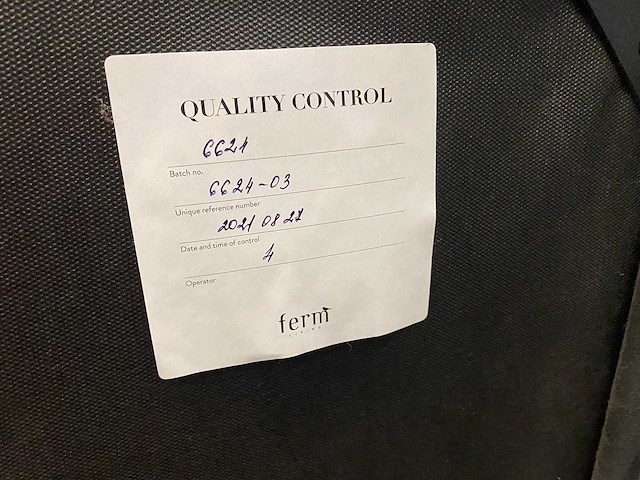 QUALITY CONTROL
6621
Batch no.
6624-03
Unique reference number
2021 08 27
Date and time of control
4
Operator
ferm
LIVING